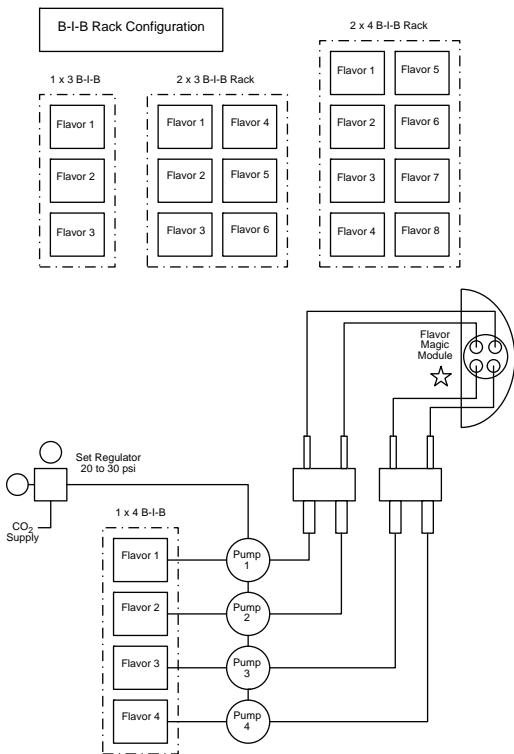 B-I-B Rack Configuration
2 x 4 B-I-B Rack
1 x 3 B-I-B
2 x 3 B-I-B Rack
Flavor 1
Flavor 2
Flavor 3
Flavor 1
Flavor 4
Flavor 2
Flavor 5
Flavor 3
Flavor 6
Flavor 1
Flavor 5
Flavor 2
Flavor 6
Flavor 3
Flavor 7
Flavor 4
Flavor 8
Flavor
Magic
Module
Set Regulator
20 to 30 psi
CO2
Supply
1 x 4 B-I-B
Flavor 1
Pump
1
Flavor 2
Pump
2
Flavor 3
Pump
3
Flavor 4
Pump
4